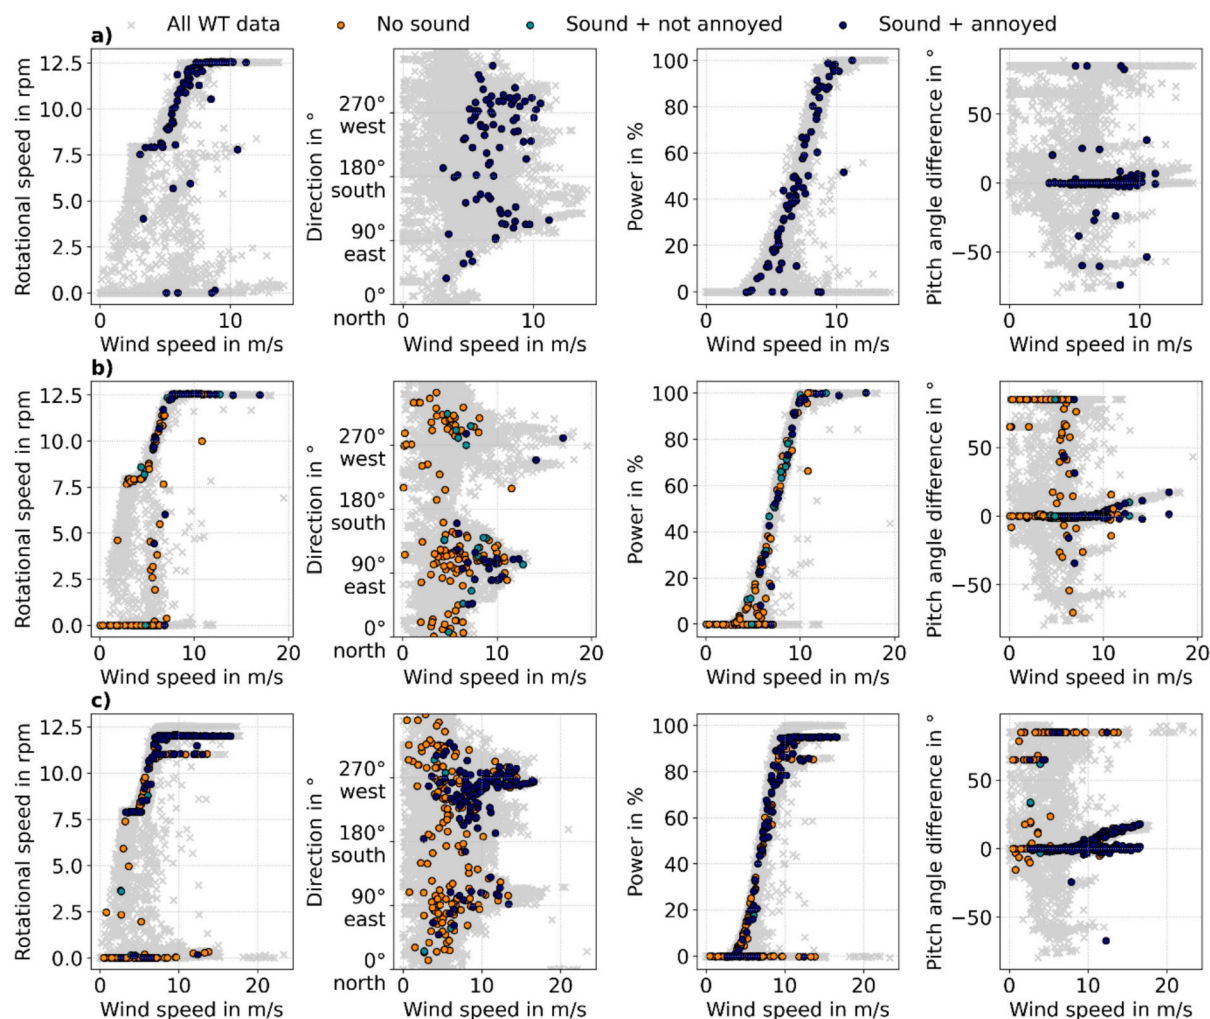 All WT data No sound Sound + not annoyed Sound + annoyed
a)
Rotational speed in rpm
12.5
10.0
7.5
5.0
2.5
0.0
0 10
Wind speed in m/s
Direction in °
270°
west
180°
south
90°
east
0°
north
0 10
Wind speed in m/s
Power in %
100
80
60
40
20
0
0 10
Wind speed in m/s
Pitch angle difference in °
50
0
−50
0 10
Wind speed in m/s
b)
Rotational speed in rpm
12.5
10.0
7.5
5.0
2.5
0.0
0 10 20
Wind speed in m/s
Direction in °
270°
west
180°
south
90°
east
0°
north
0 10 20
Wind speed in m/s
Power in %
100
80
60
40
20
0
0 10 20
Wind speed in m/s
Pitch angle difference in °
50
0
−50
0 10 20
Wind speed in m/s
c)
Rotational speed in rpm
12.5
10.0
7.5
5.0
2.5
0.0
0 10 20
Wind speed in m/s
Direction in °
270°
west
180°
south
90°
east
0°
north
0 10 20
Wind speed in m/s
Power in %
100
80
60
40
20
0
0 10 20
Wind speed in m/s
Pitch angle difference in °
50
0
−50
0 10 20
Wind speed in m/s